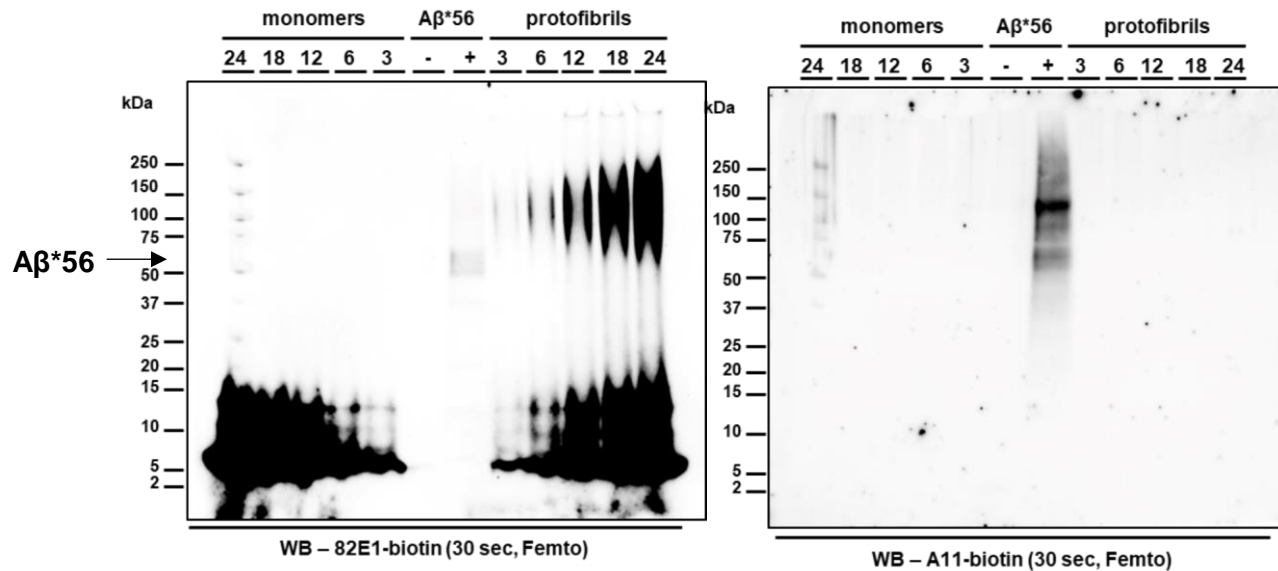 monomers Aβ*56 protofibrils
24 18 12 6 3 - + 3 6 12 18 24
kDa
250
150
100
75
Aβ*56
50
37
25
20
15
10
5
2
WB – 82E1-biotin (30 sec, Femto)
monomers Aβ*56 protofibrils
24 18 12 6 3 - + 3 6 12 18 24
kDa
250
150
100
75
50
37
25
20
15
10
5
2
WB – A11-biotin (30 sec, Femto)